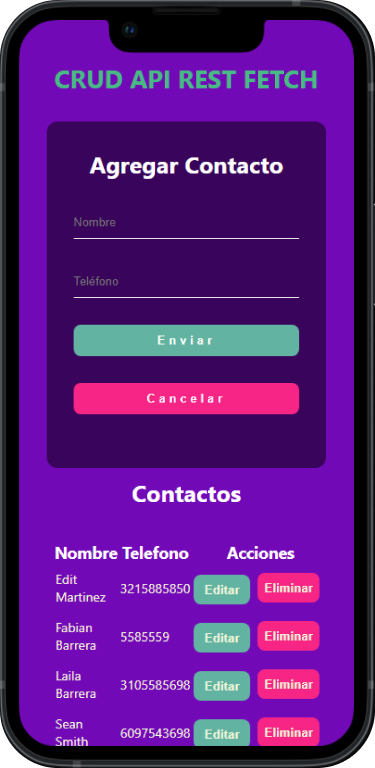 CRUD API REST FETCH
Agregar Contacto
Nombre
Teléfono
Enviar
Cancelar
Contactos
Nombre Telefono Acciones
Edit Martinez 3215885850 Editar Eliminar
Fabian Barrera 5585559 Editar Eliminar
Laila Barrera 3105585698 Editar Eliminar
Sean Smith 6097543698 Editar Eliminar